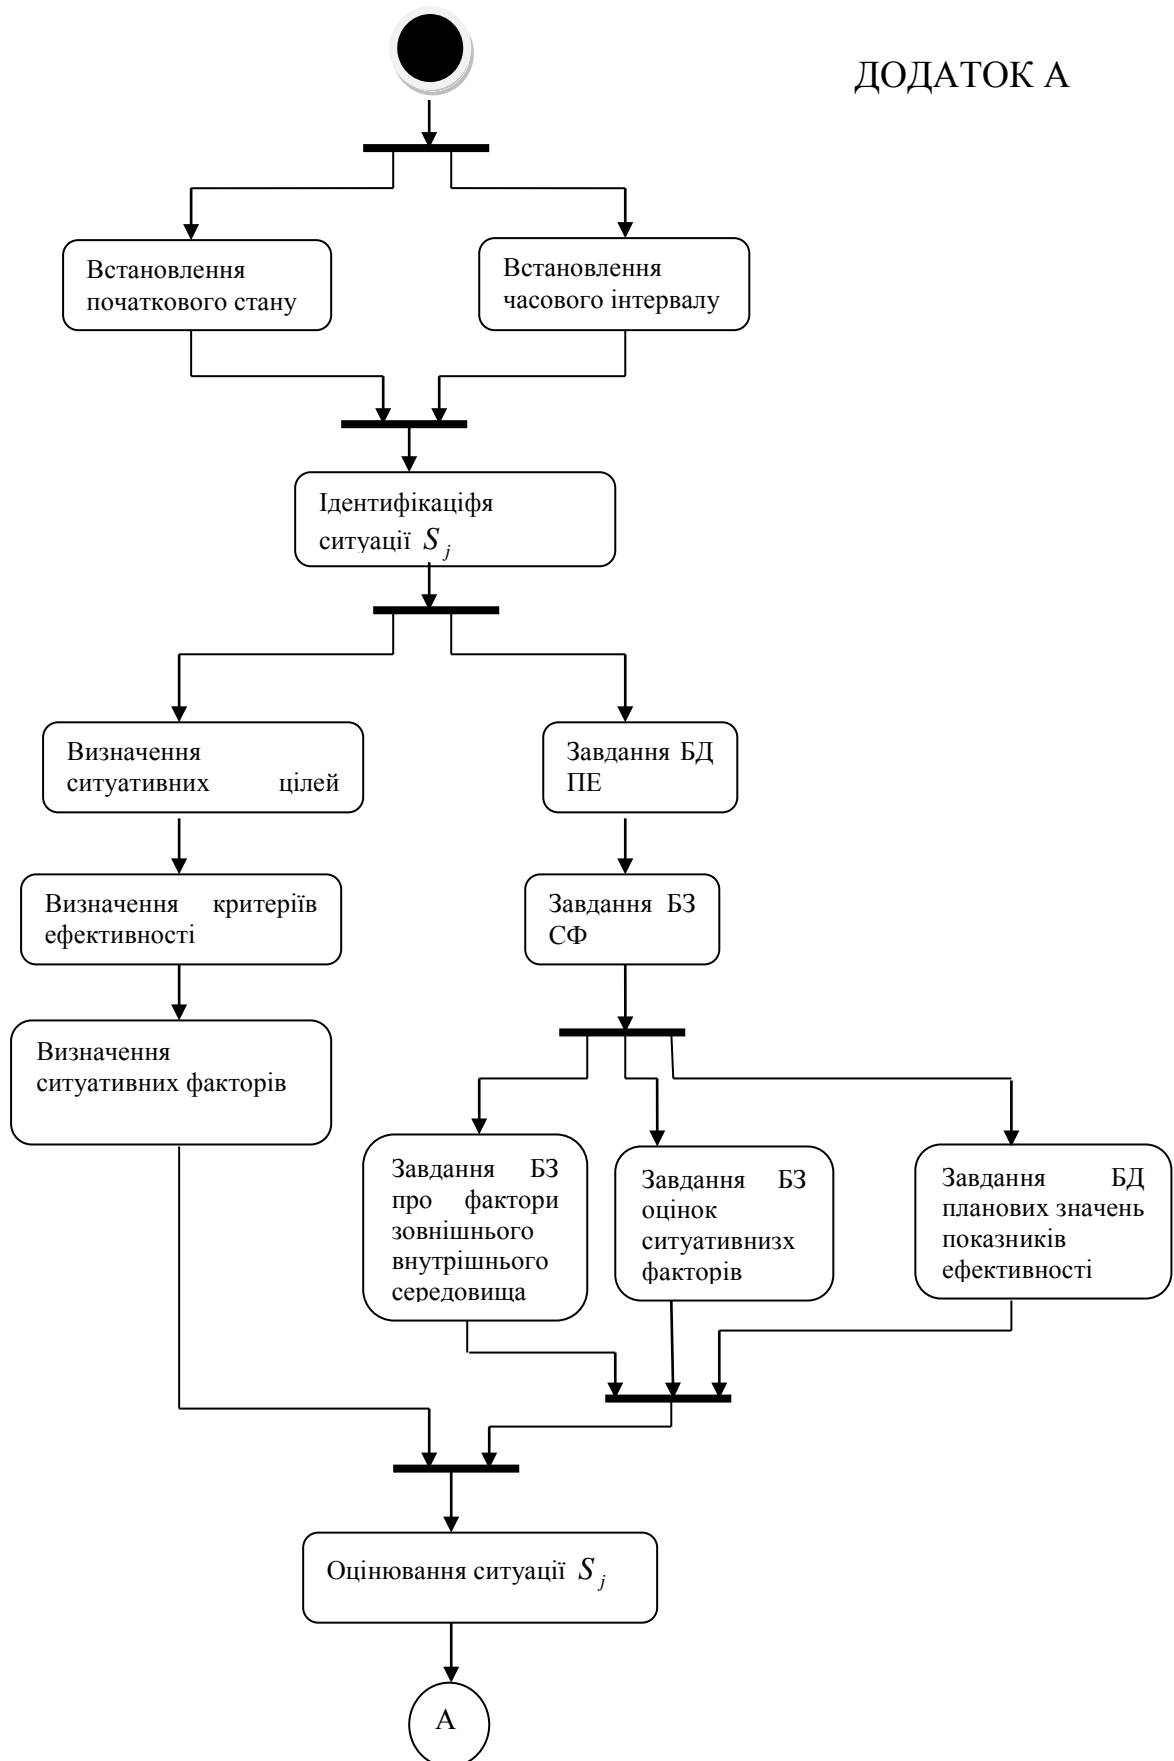 ДОДАТОК А
Встановлення
початкового стану
Встановлення
часового інтервалу
Ідентифікаціфя
ситуації S j
Визначення
ситуативних цілей
Завдання БД
ПЕ
Визначення критеріїв
ефективності
Завдання БЗ
СФ
Визначення
ситуативних факторів
Завдання БЗ
про фактори
зовнішнього
внутрішнього
середовища
Завдання БЗ
оцінок
ситуативнизх
факторів
Завдання БД
планових значень
показників
ефективності
Оцінювання ситуації S j
А